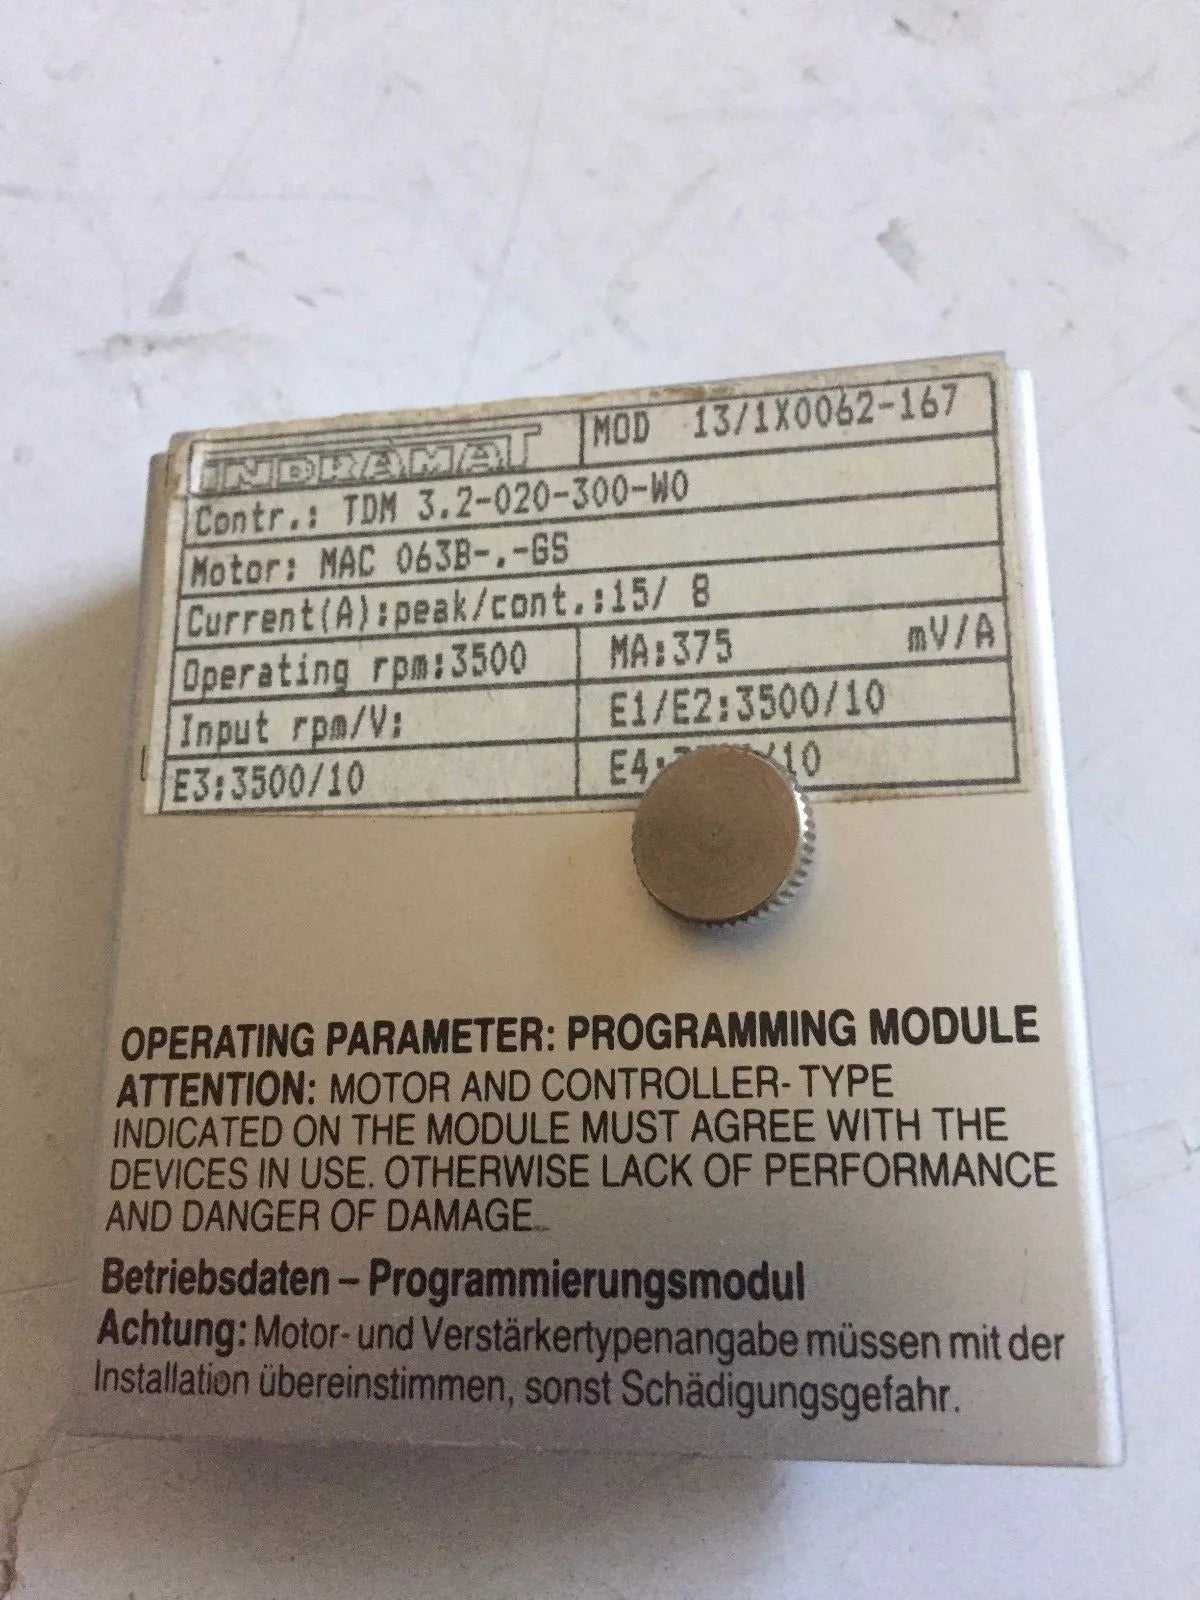 INDRAMAT MOD 13/1X0062-167
Contr.: TDM 3.2-020-300-W0
Motor: MAC 063B-.-GS
Current(A):peak/cont.:15/ 8
Operating rpm:3500 MA:375 mV/A
Input rpm/V: E1/E2:3500/10
E3:3500/10 E4:
OPERATING PARAMETER: PROGRAMMING MODULE
ATTENTION: MOTOR AND CONTROLLER-TYPE
INDICATED ON THE MODULE MUST AGREE WITH THE
DEVICES IN USE. OTHERWISE LACK OF PERFORMANCE
AND DANGER OF DAMAGE.
Betriebsdaten – Programmierungsmodul
Achtung: Motor- und Verstärkertypenangabe müssen mit der
Installation übereinstimmen, sonst Schädigungsgefahr.